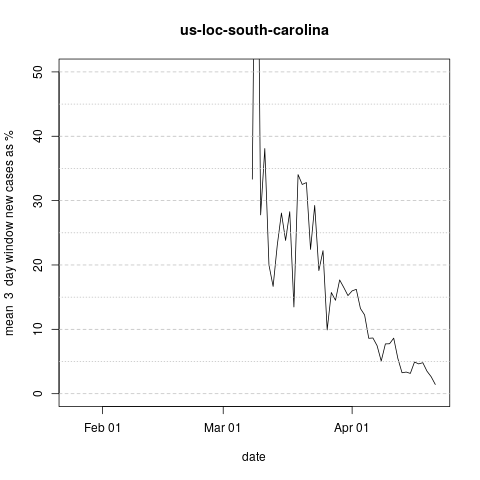 us-loc-south-carolina
mean 3 day window new cases as %
50
40
30
20
10
0
Feb 01
Mar 01
Apr 01
date